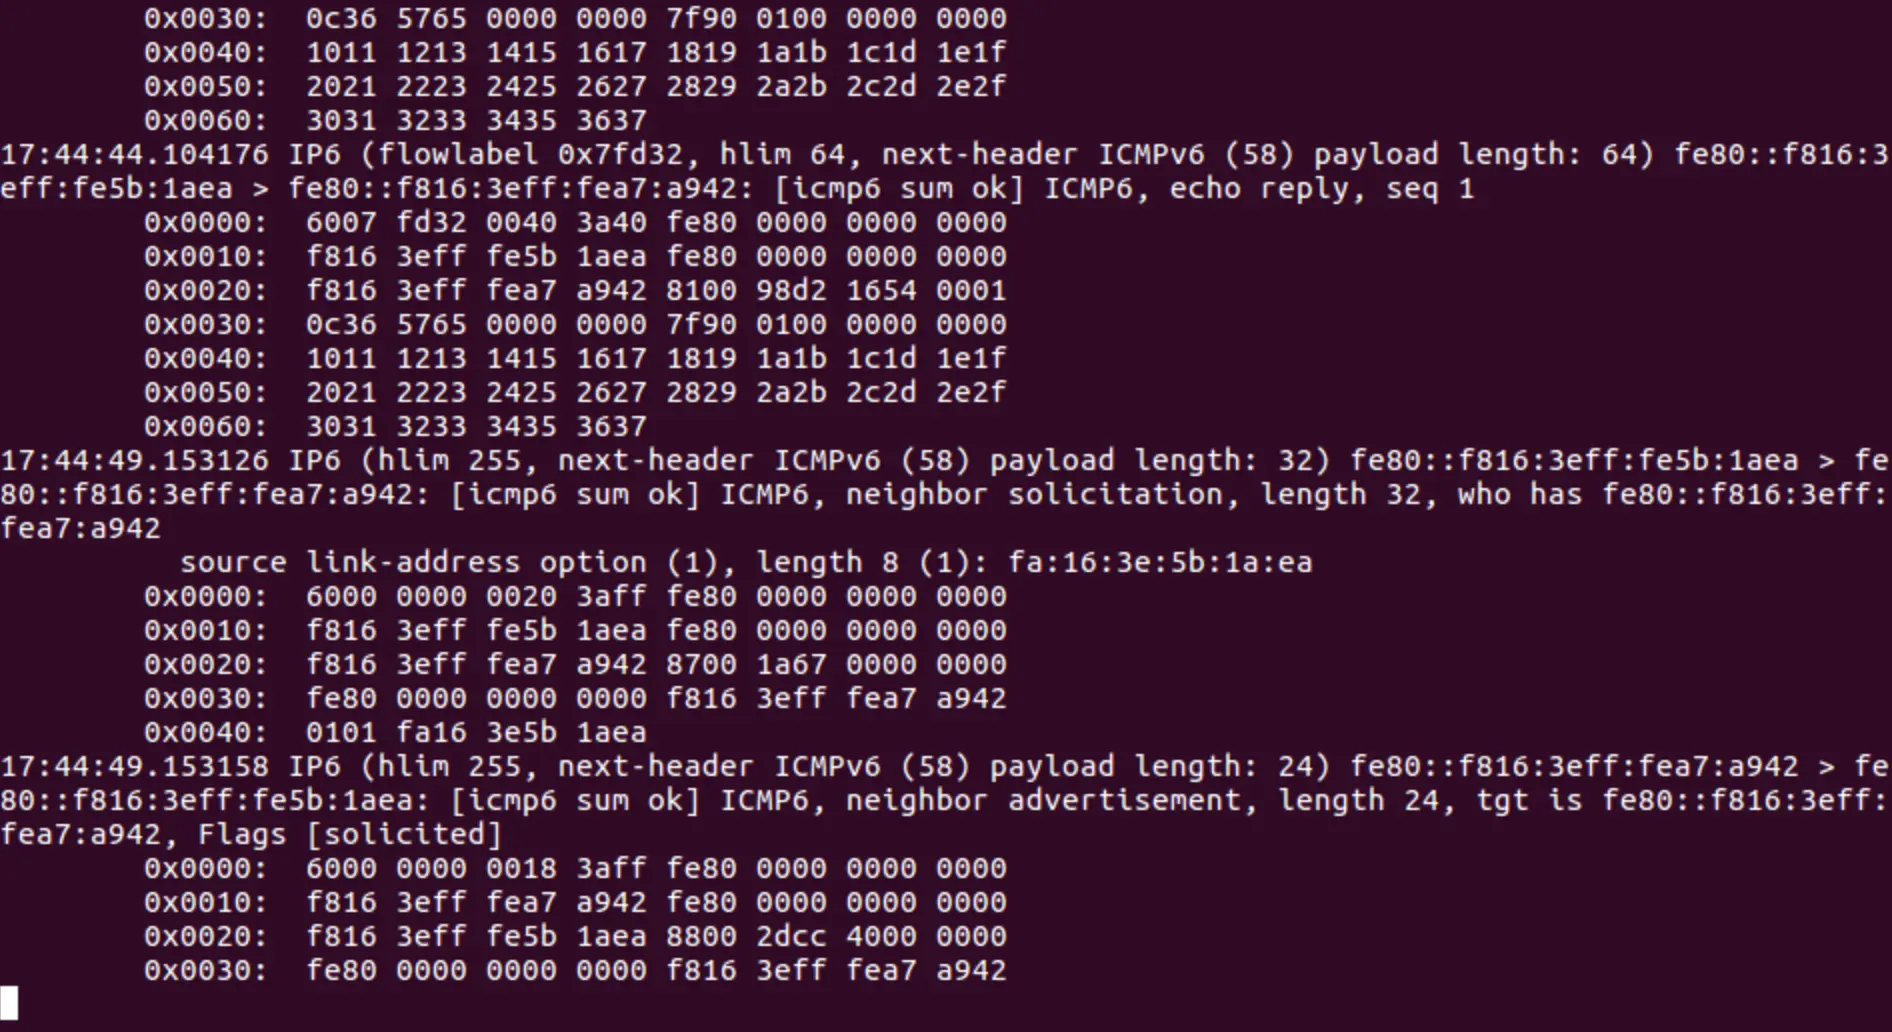 0x0030:  0c36 5765 0000 0000 7f90 0100 0000 0000
0x0040:  1011 1213 1415 1617 1819 1a1b 1c1d 1e1f
0x0050:  2021 2223 2425 2627 2829 2a2b 2c2d 2e2f
0x0060:  3031 3233 3435 3637
17:44:44.104176 IP6 (flowlabel 0x7fd32, hlim 64, next-header ICMPv6 (58) payload length: 64) fe80::f816:3
eff:fe5b:1aea > fe80::f816:3eff:fea7:a942: [icmp6 sum ok] ICMP6, echo reply, seq 1
0x0000:  6007 fd32 0040 3a40 fe80 0000 0000 0000
0x0010:  f816 3eff fe5b 1aea fe80 0000 0000 0000
0x0020:  f816 3eff fea7 a942 8100 98d2 1654 0001
0x0030:  0c36 5765 0000 0000 7f90 0100 0000 0000
0x0040:  1011 1213 1415 1617 1819 1a1b 1c1d 1e1f
0x0050:  2021 2223 2425 2627 2829 2a2b 2c2d 2e2f
0x0060:  3031 3233 3435 3637
17:44:49.153126 IP6 (hlim 255, next-header ICMPv6 (58) payload length: 32) fe80::f816:3eff:fe5b:1aea > fe
80::f816:3eff:fea7:a942: [icmp6 sum ok] ICMP6, neighbor solicitation, length 32, who has fe80::f816:3eff:
fea7:a942
source link-address option (1), length 8 (1): fa:16:3e:5b:1a:ea
0x0000:  6000 0000 0020 3aff fe80 0000 0000 0000
0x0010:  f816 3eff fe5b 1aea fe80 0000 0000 0000
0x0020:  f816 3eff fea7 a942 8700 1a67 0000 0000
0x0030:  fe80 0000 0000 0000 f816 3eff fea7 a942
0x0040:  0101 fa16 3e5b 1aea
17:44:49.153158 IP6 (hlim 255, next-header ICMPv6 (58) payload length: 24) fe80::f816:3eff:fea7:a942 > fe
80::f816:3eff:fe5b:1aea: [icmp6 sum ok] ICMP6, neighbor advertisement, length 24, tgt is fe80::f816:3eff:
fea7:a942, Flags [solicited]
0x0000:  6000 0000 0018 3aff fe80 0000 0000 0000
0x0010:  f816 3eff fea7 a942 fe80 0000 0000 0000
0x0020:  f816 3eff fe5b 1aea 8800 2dcc 4000 0000
0x0030:  fe80 0000 0000 0000 f816 3eff fea7 a942